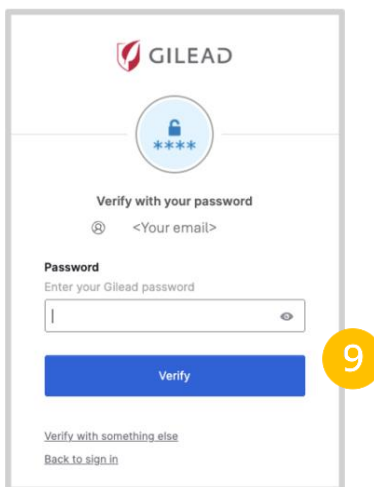 GILEAD
****
Verify with your password
<Your email>
Password
Enter your Gilead password
Verify
9
Verify with something else
Back to sign in